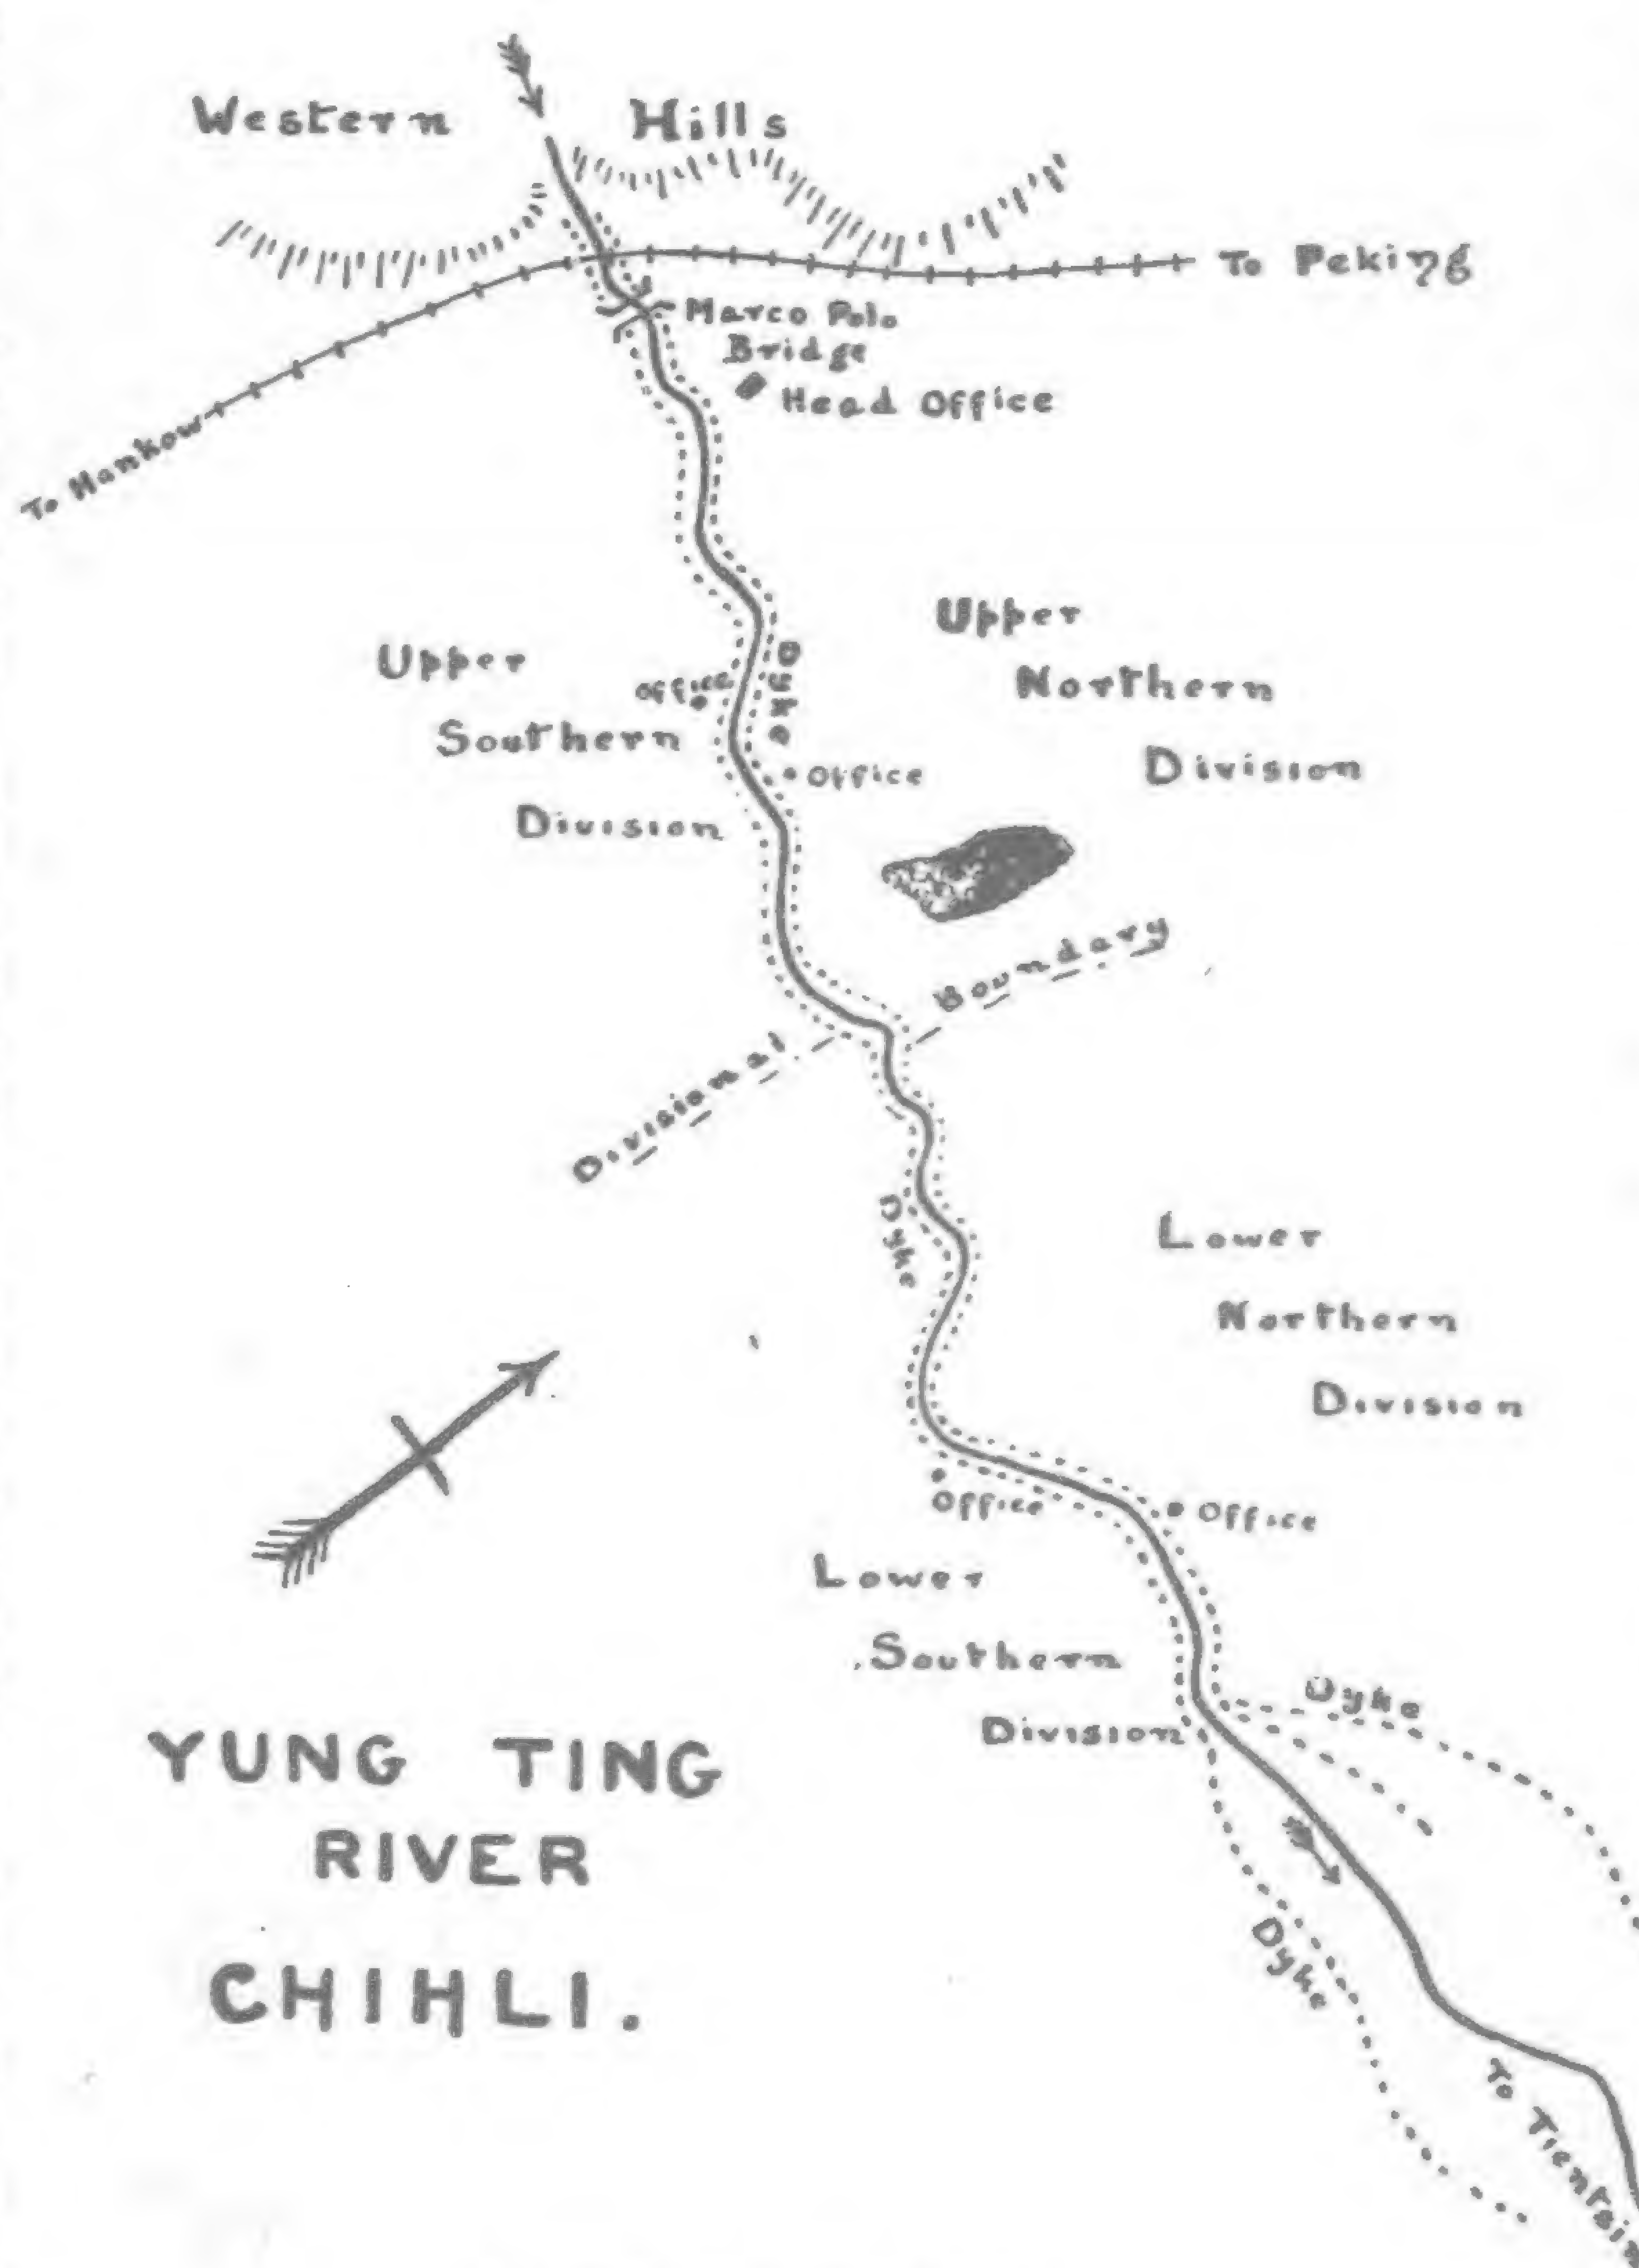 Western Hills
To Peking
Marco Polo
Bridge
Head Office
To Hankow
Upper
Northern
Division
Upper
Southern
Division
Office
Dyke
Office
Divisional Boundary
Dyke
Lower
Northern
Division
Office
Office
Lower
Southern
Division
Dyke
Dyke
To Tientsin
YUNG TING
RIVER
CHIHLI.